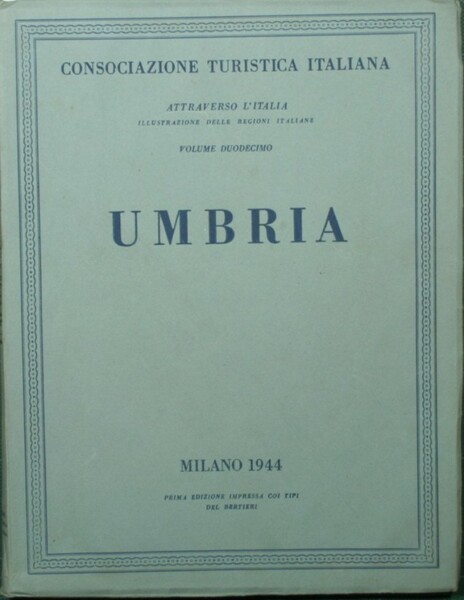 CONSOCIAZIONE TURISTICA ITALIANA
ATTRAVERSO L'ITALIA
ILLUSTRAZIONE DELLE REGIONI ITALIANE
VOLUME DUODECIMO
UMBRIA
MILANO 1944
PRIMA EDIZIONE IMPRESSA COI TIPI
DEL BERTIERI